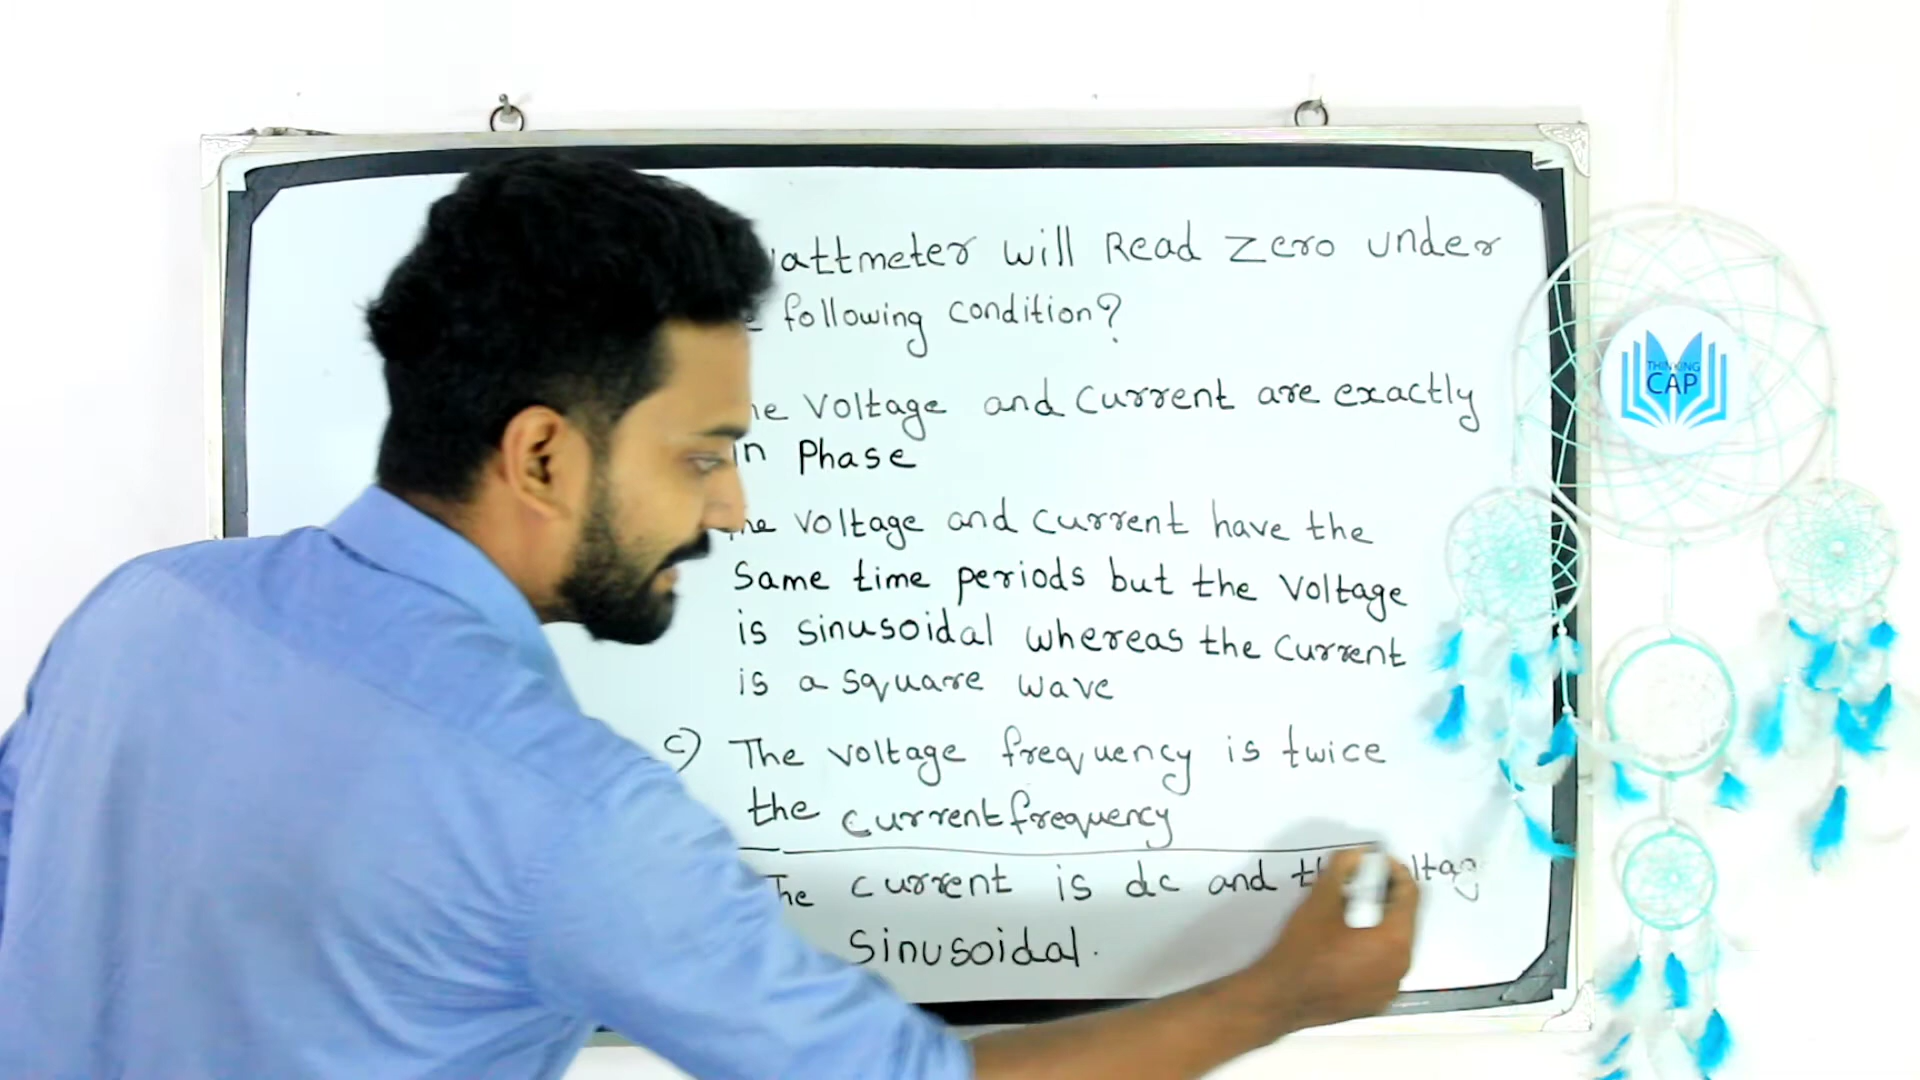 attmeter will Read Zero under
following condition?
Voltage and Current are exactly
in Phase
Voltage and Current have the
Same time periods but the Voltage
is sinusoidal whereas the Current
is a square wave
c) The voltage frequency is twice
the current frequency
The current is dc and
Sinusoidal.
THINKING
CAP